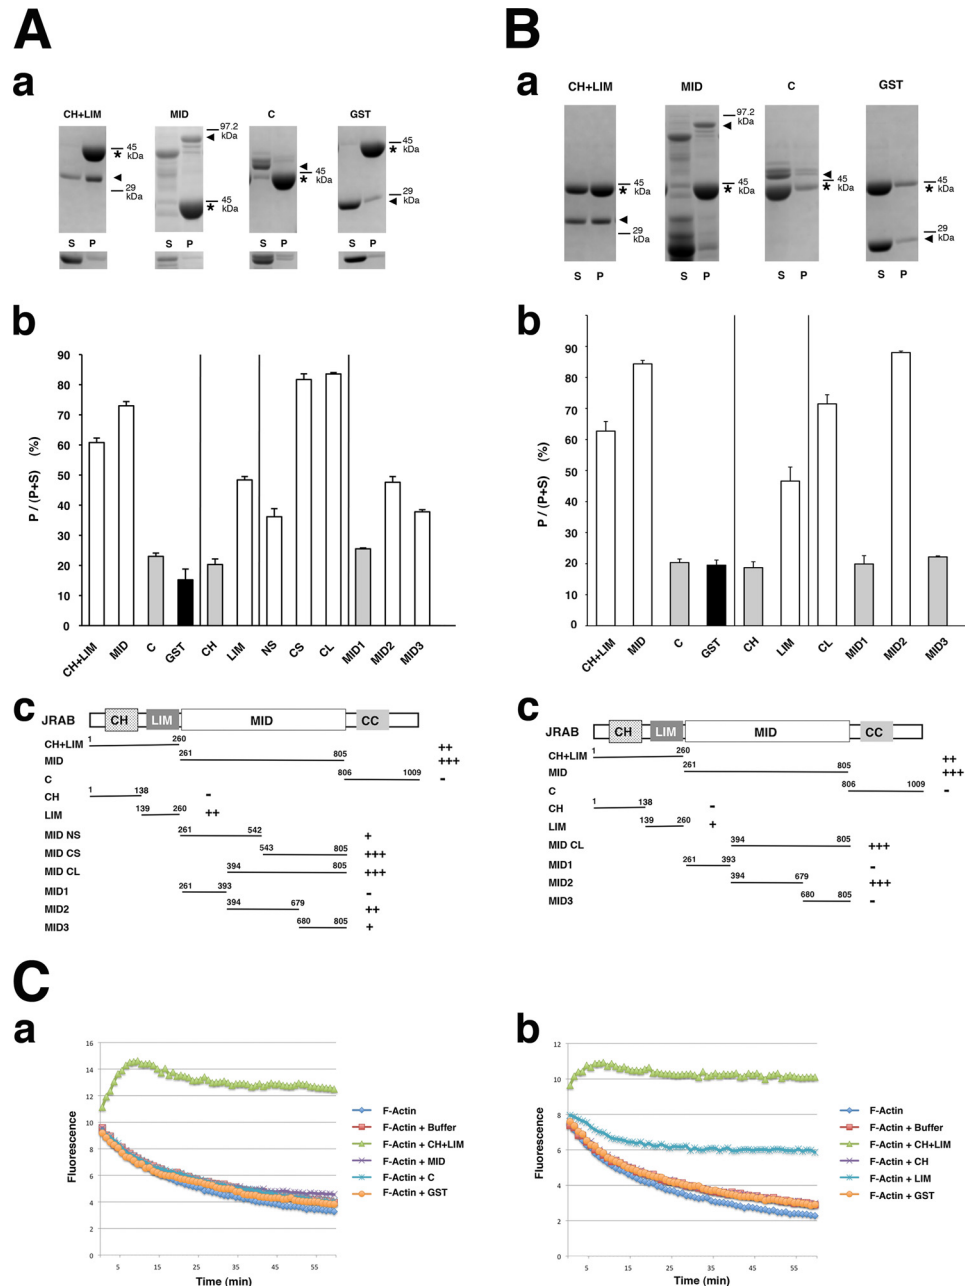 A
a
CH+LIM
MID
C
GST
45 kDa
*
29 kDa
97.2 kDa
45 kDa
*
45 kDa
*
45 kDa
*
29 kDa
S P
S P
S P
S P
b
P / (P+S) (%)
90
80
70
60
50
40
30
20
10
0
CH+LIM
MID
C
GST
CH
LIM
NS
CS
CL
MID1
MID2
MID3
c
JRAB
CH
LIM
MID
CC
CH+LIM 1 260 ++
MID 261 805 +++
C 806 1009 -
CH 1 138 -
LIM 139 260 ++
MID NS 261 542 +
MID CS 543 805 +++
MID CL 394 805 +++
MID1 261 393 -
MID2 394 679 ++
MID3 680 805 +
B
a
CH+LIM
MID
C
GST
45 kDa
*
29 kDa
97.2 kDa
45 kDa
*
45 kDa
*
45 kDa
*
29 kDa
S P
S P
S P
S P
b
P / (P+S) (%)
90
80
70
60
50
40
30
20
10
0
CH+LIM
MID
C
GST
CH
LIM
CL
MID1
MID2
MID3
c
JRAB
CH
LIM
MID
CC
CH+LIM 1 260 ++
MID 261 805 +++
C 806 1009 -
CH 1 138 -
LIM 139 260 +
MID CL 394 805 +++
MID1 261 393 -
MID2 394 679 +++
MID3 680 805 -
C
a
Fluorescence
16
14
12
10
8
6
4
2
0
5 15 25 35 45 55
Time (min)
F-Actin
F-Actin + Buffer
F-Actin + CH+LIM
F-Actin + MID
F-Actin + C
F-Actin + GST
b
Fluorescence
12
10
8
6
4
2
0
5 15 25 35 45 55
Time (min)
F-Actin
F-Actin + Buffer
F-Actin + CH+LIM
F-Actin + CH
F-Actin + LIM
F-Actin + GST